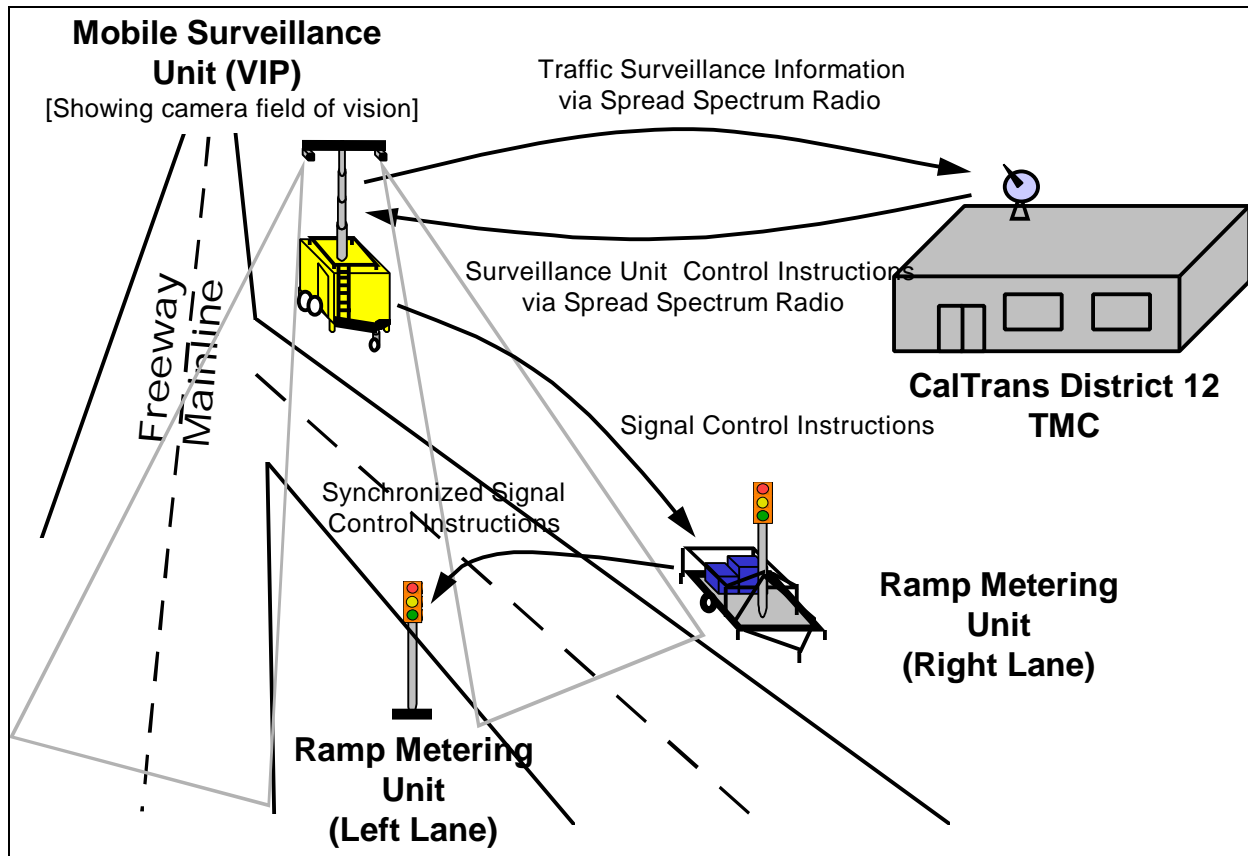 Mobile Surveillance
Unit (VIP)
[Showing camera field of vision]
Traffic Surveillance Information
via Spread Spectrum Radio
Surveillance Unit Control Instructions
via Spread Spectrum Radio
CalTrans District 12
TMC
Freeway
Mainline
Signal Control Instructions
Synchronized Signal
Control Instructions
Ramp Metering
Unit
(Right Lane)
Ramp Metering
Unit
(Left Lane)